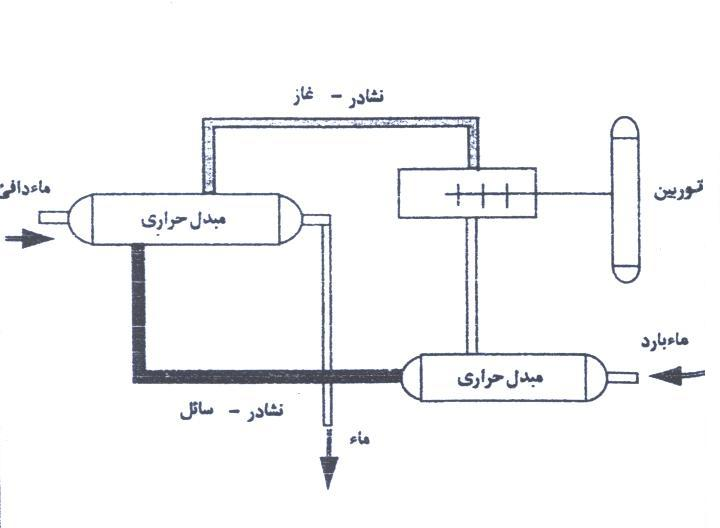 نشادر - غاز
ماءدافئ
توربين
مبدل حراري
ماءبارد
مبدل حراري
نشادر - سائل
ماء